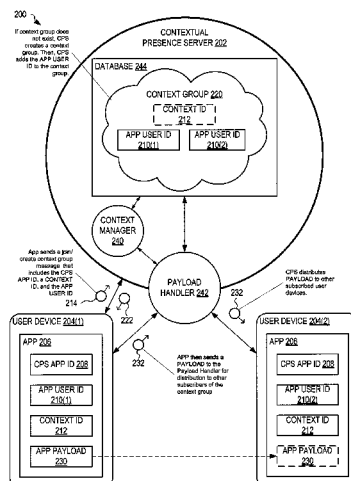 200
CONTEXTUAL
PRESENCE SERVER 202
If context group does
not exist, CPS
creates a context
group. Then, CPS
adds the APP USER
ID to the context
group.
DATABASE 244
CONTEXT GROUP 220
CONTEXT ID
212
APP USER ID
210(1)
APP USER ID
210(2)
CONTEXT
MANAGER
240
App sends a join/
create context group
message that
includes the CPS
APP ID, a CONTEXT
ID, and the APP
USER ID
214
222
PAYLOAD
HANDLER 242
232
CPS distributes
PAYLOAD to other
subscribed user
devices.
232
APP then sends a
PAYLOAD to the
Payload Handler for
distribution to other
subscribers of the
context group
USER DEVICE 204(1)
APP 206
CPS APP ID 208
APP USER ID
210(1)
CONTEXT ID
212
APP PAYLOAD
230
USER DEVICE 204(2)
APP 206
CPS APP ID 208
APP USER ID
210(2)
CONTEXT ID
212
APP PAYLOAD
230